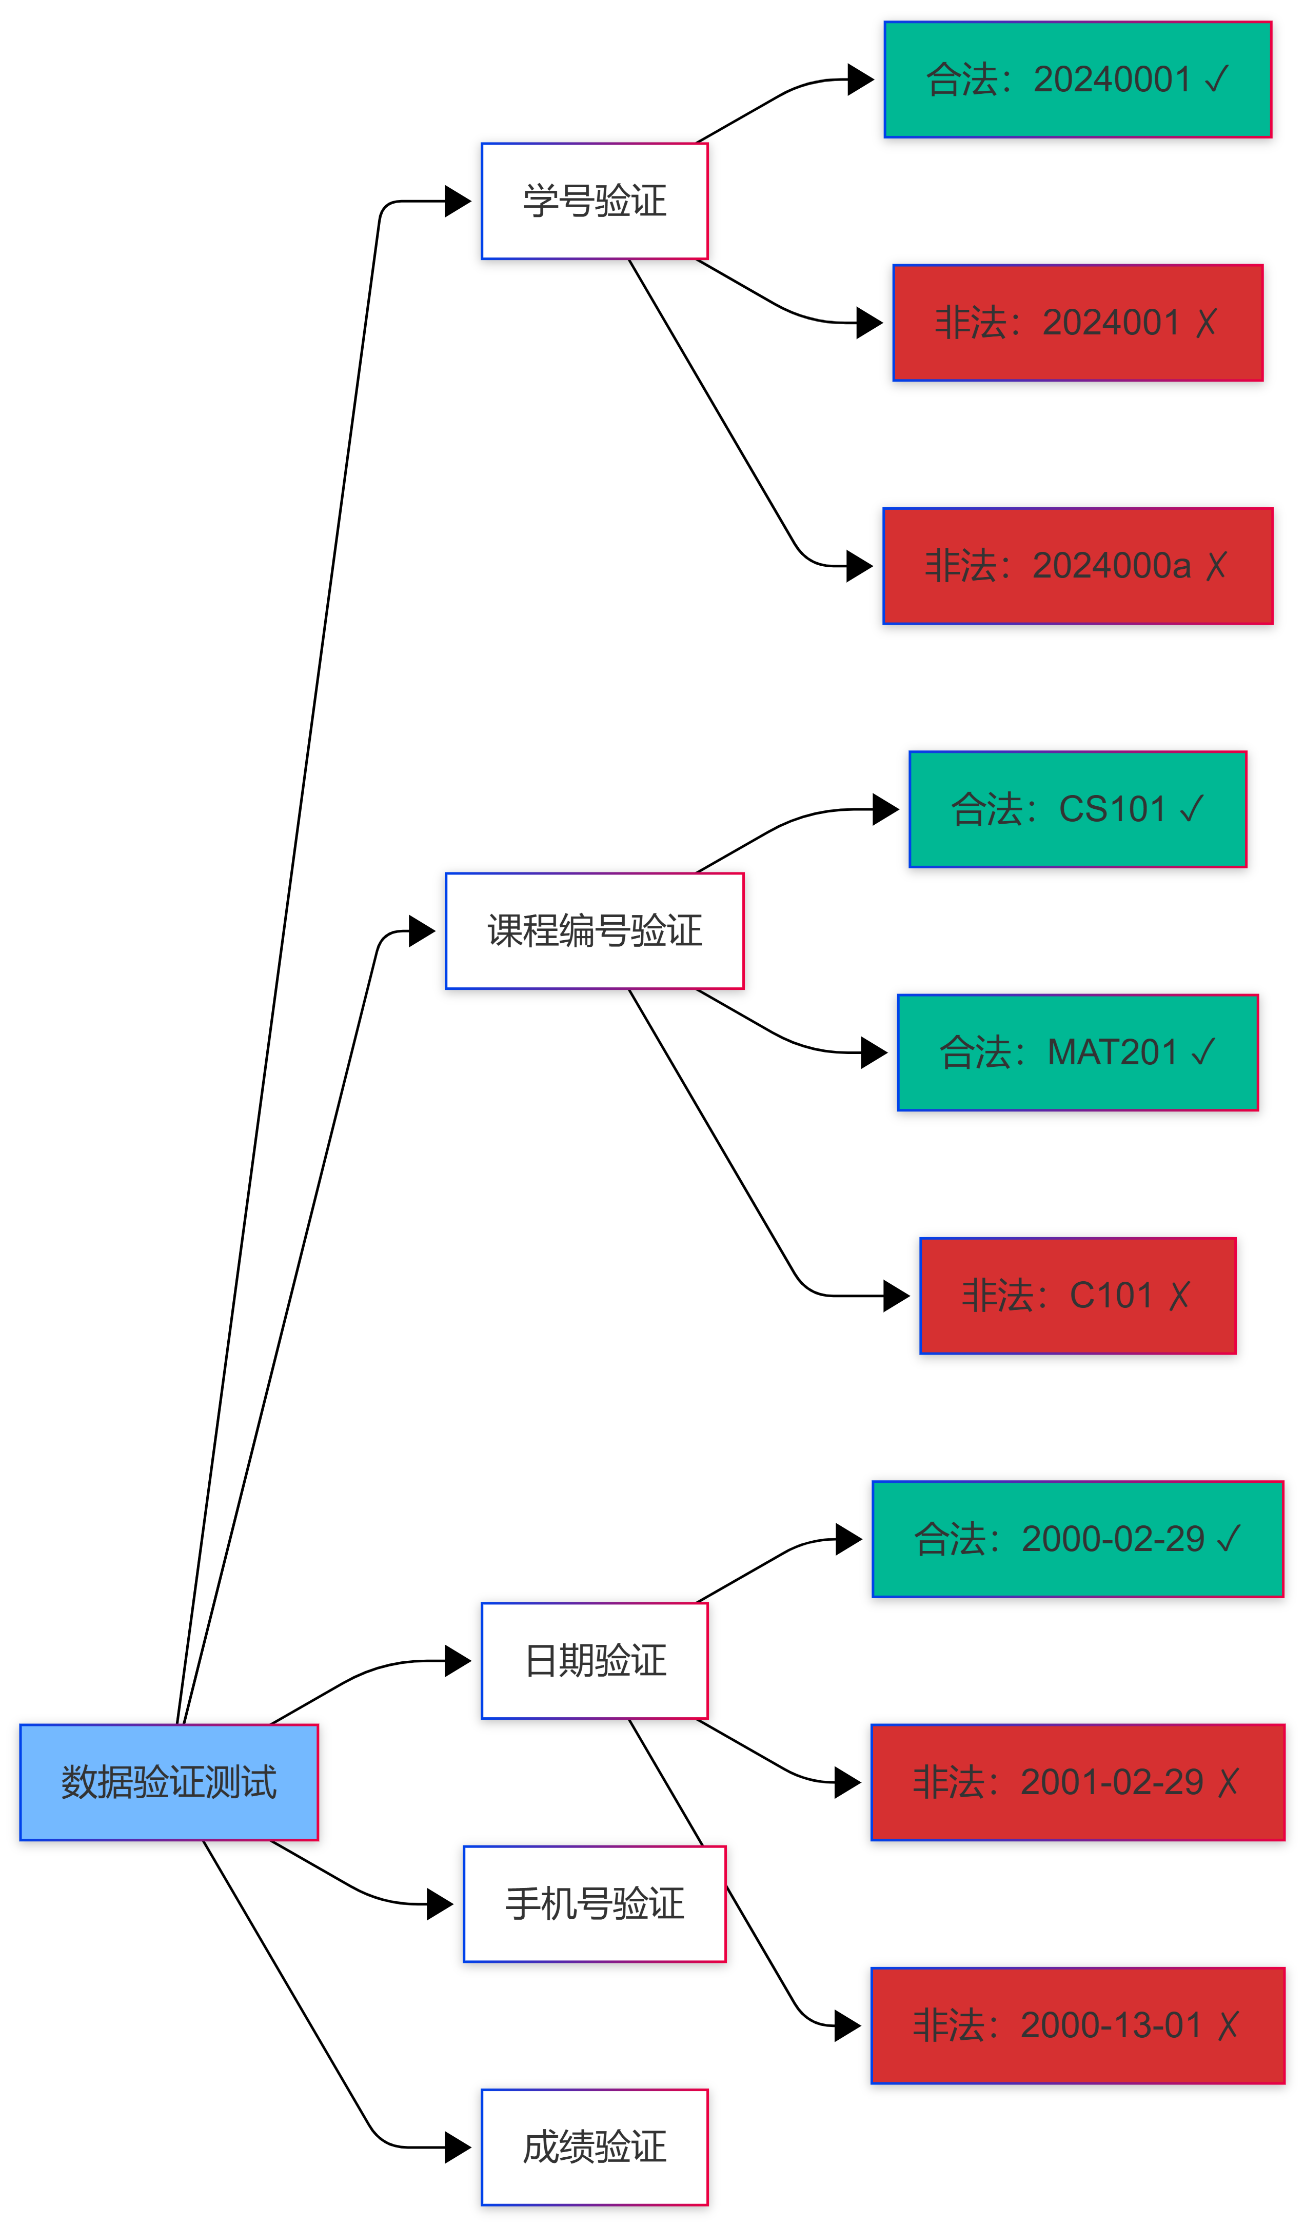 合法：20240001 ✓
学号验证
非法：2024001 ✗
非法：2024000a ✗
合法：CS101 ✓
课程编号验证
合法：MAT201 ✓
非法：C101 ✗
合法：2000-02-29 ✓
日期验证
数据验证测试
非法：2001-02-29 ✗
手机号验证
非法：2000-13-01 ✗
成绩验证